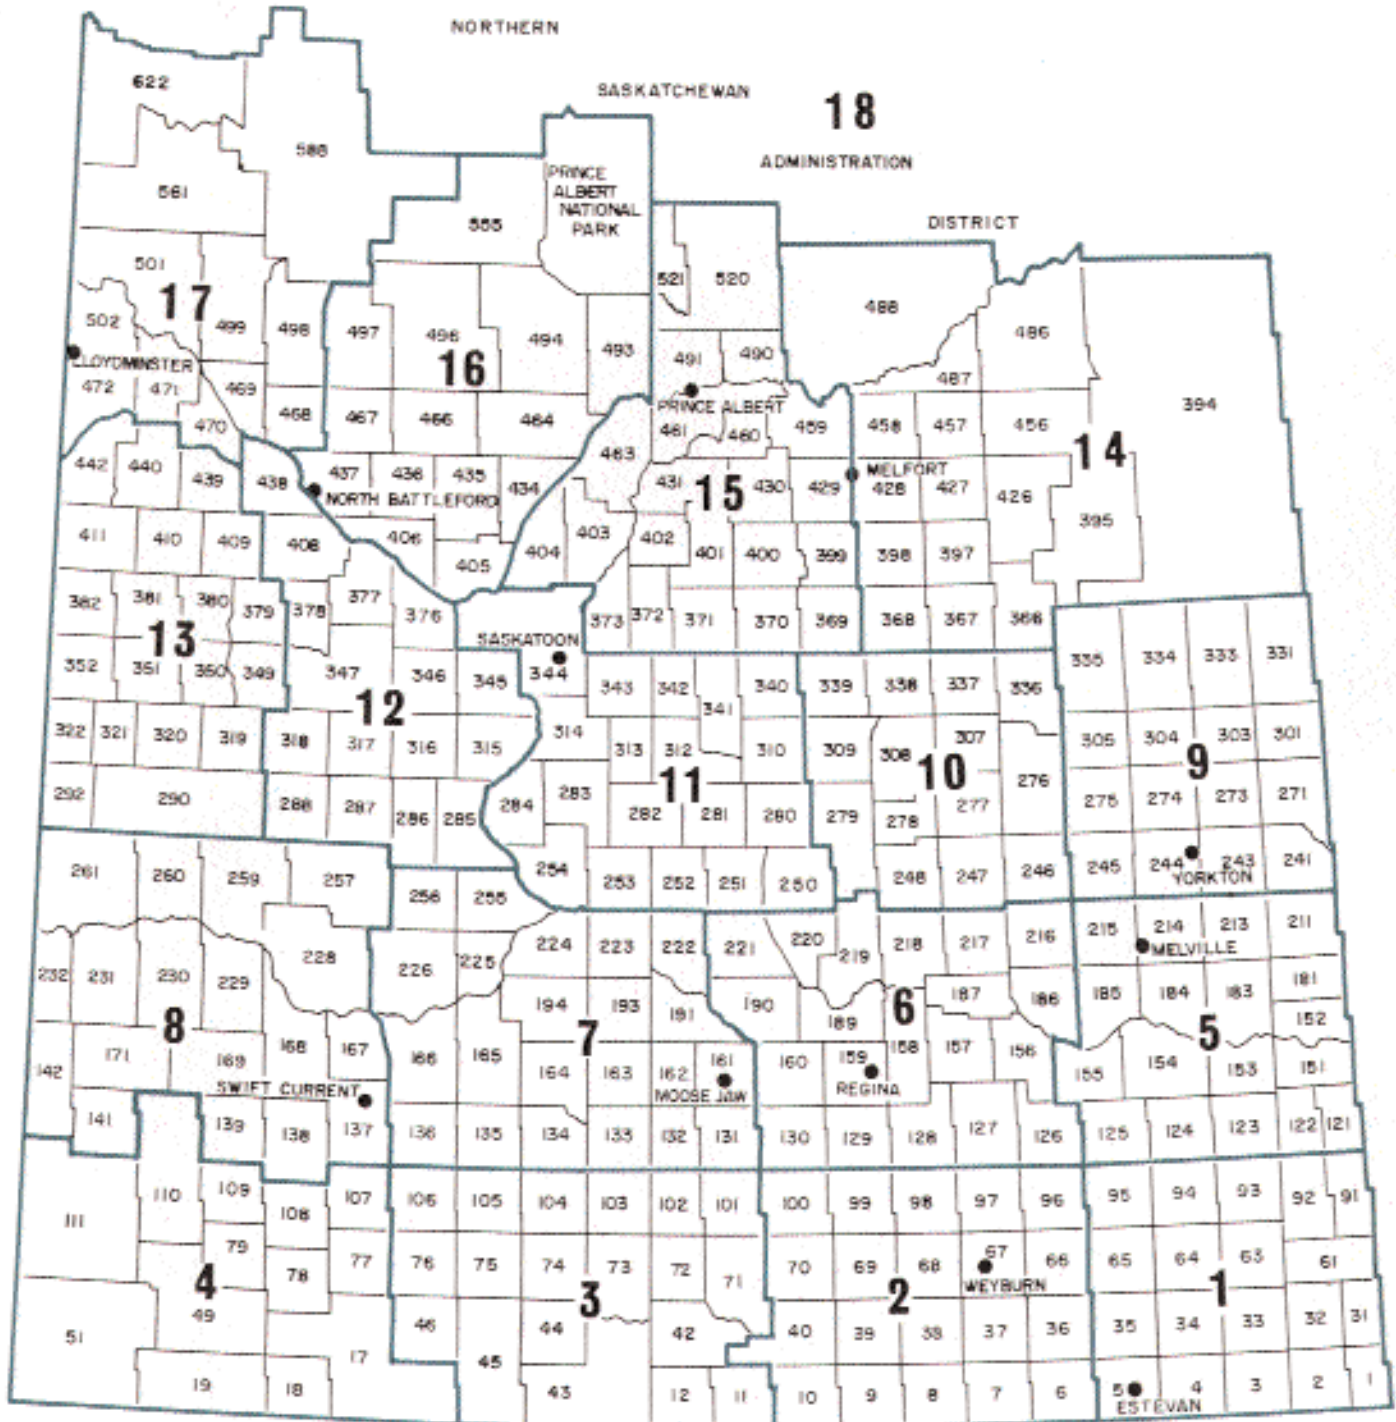 NORTHERN
622
SASKATCHEWAN
18
588
ADMINISTRATION
PRINCE
ALBERT
NATIONAL
PARK
561
555
DISTRICT
501
521 520
17
502 499 498 497 496 494 493 488 486
LLOYDMINSTER
16
491 490
472 471 469 487
468 467 466 464
PRINCE ALBERT
394
470 463 461 460 459 458 457 456
14
442 440 439 438 437 436 435 434 431 15 430 429 MELFORT
428 427 426
NORTH BATTLEFORD
395
411 410 409 408 406 405 404 403 402 401 400 399 398 397
382 381 380 379 378 377 376 373 372 371 370 369 368 367 366
13
SASKATOON
352 351 350 349 347 346 345 344 343 342 341 340 339 338 337 336 335 334 333 331
12
322 321 320 319 318 317 316 315 314 313 312 310 309 308 307 305 304 303 301
11 10 9
292 290 288 287 286 285 284 283 282 281 280 279 278 277 276 275 274 273 271
261 260 259 257 256 255 254 253 252 251 250 248 247 246 245 244 243 241
YORKTON
232 231 230 229 228 226 225 224 223 222 221 220 219 218 217 216 215 214 213 211
MELVILLE
8 7 6 5
194 193 191 190 189 187 186 185 184 183 181
152
142 171 169 168 167 166 165 164 163 162 161 160 159 158 157 156 155 154 153 151
SWIFT CURRENT
MOOSE JAW
REGINA
141 139 138 137 136 135 134 133 132 131 130 129 128 127 126 125 124 123 122 121
111 110 109 108 107 106 105 104 103 102 101 100 99 98 97 96 95 94 93 92 91
4 79 78 77 76 75 74 73 72 71 70 69 68 67 66 65 64 63 61
WEYBURN
3 2 1
51 49 17 46 45 44 42 40 39 38 37 36 35 34 33 32 31
19 18 43 12 11 10 9 8 7 6 5 4 3 2 1
ESTEVAN